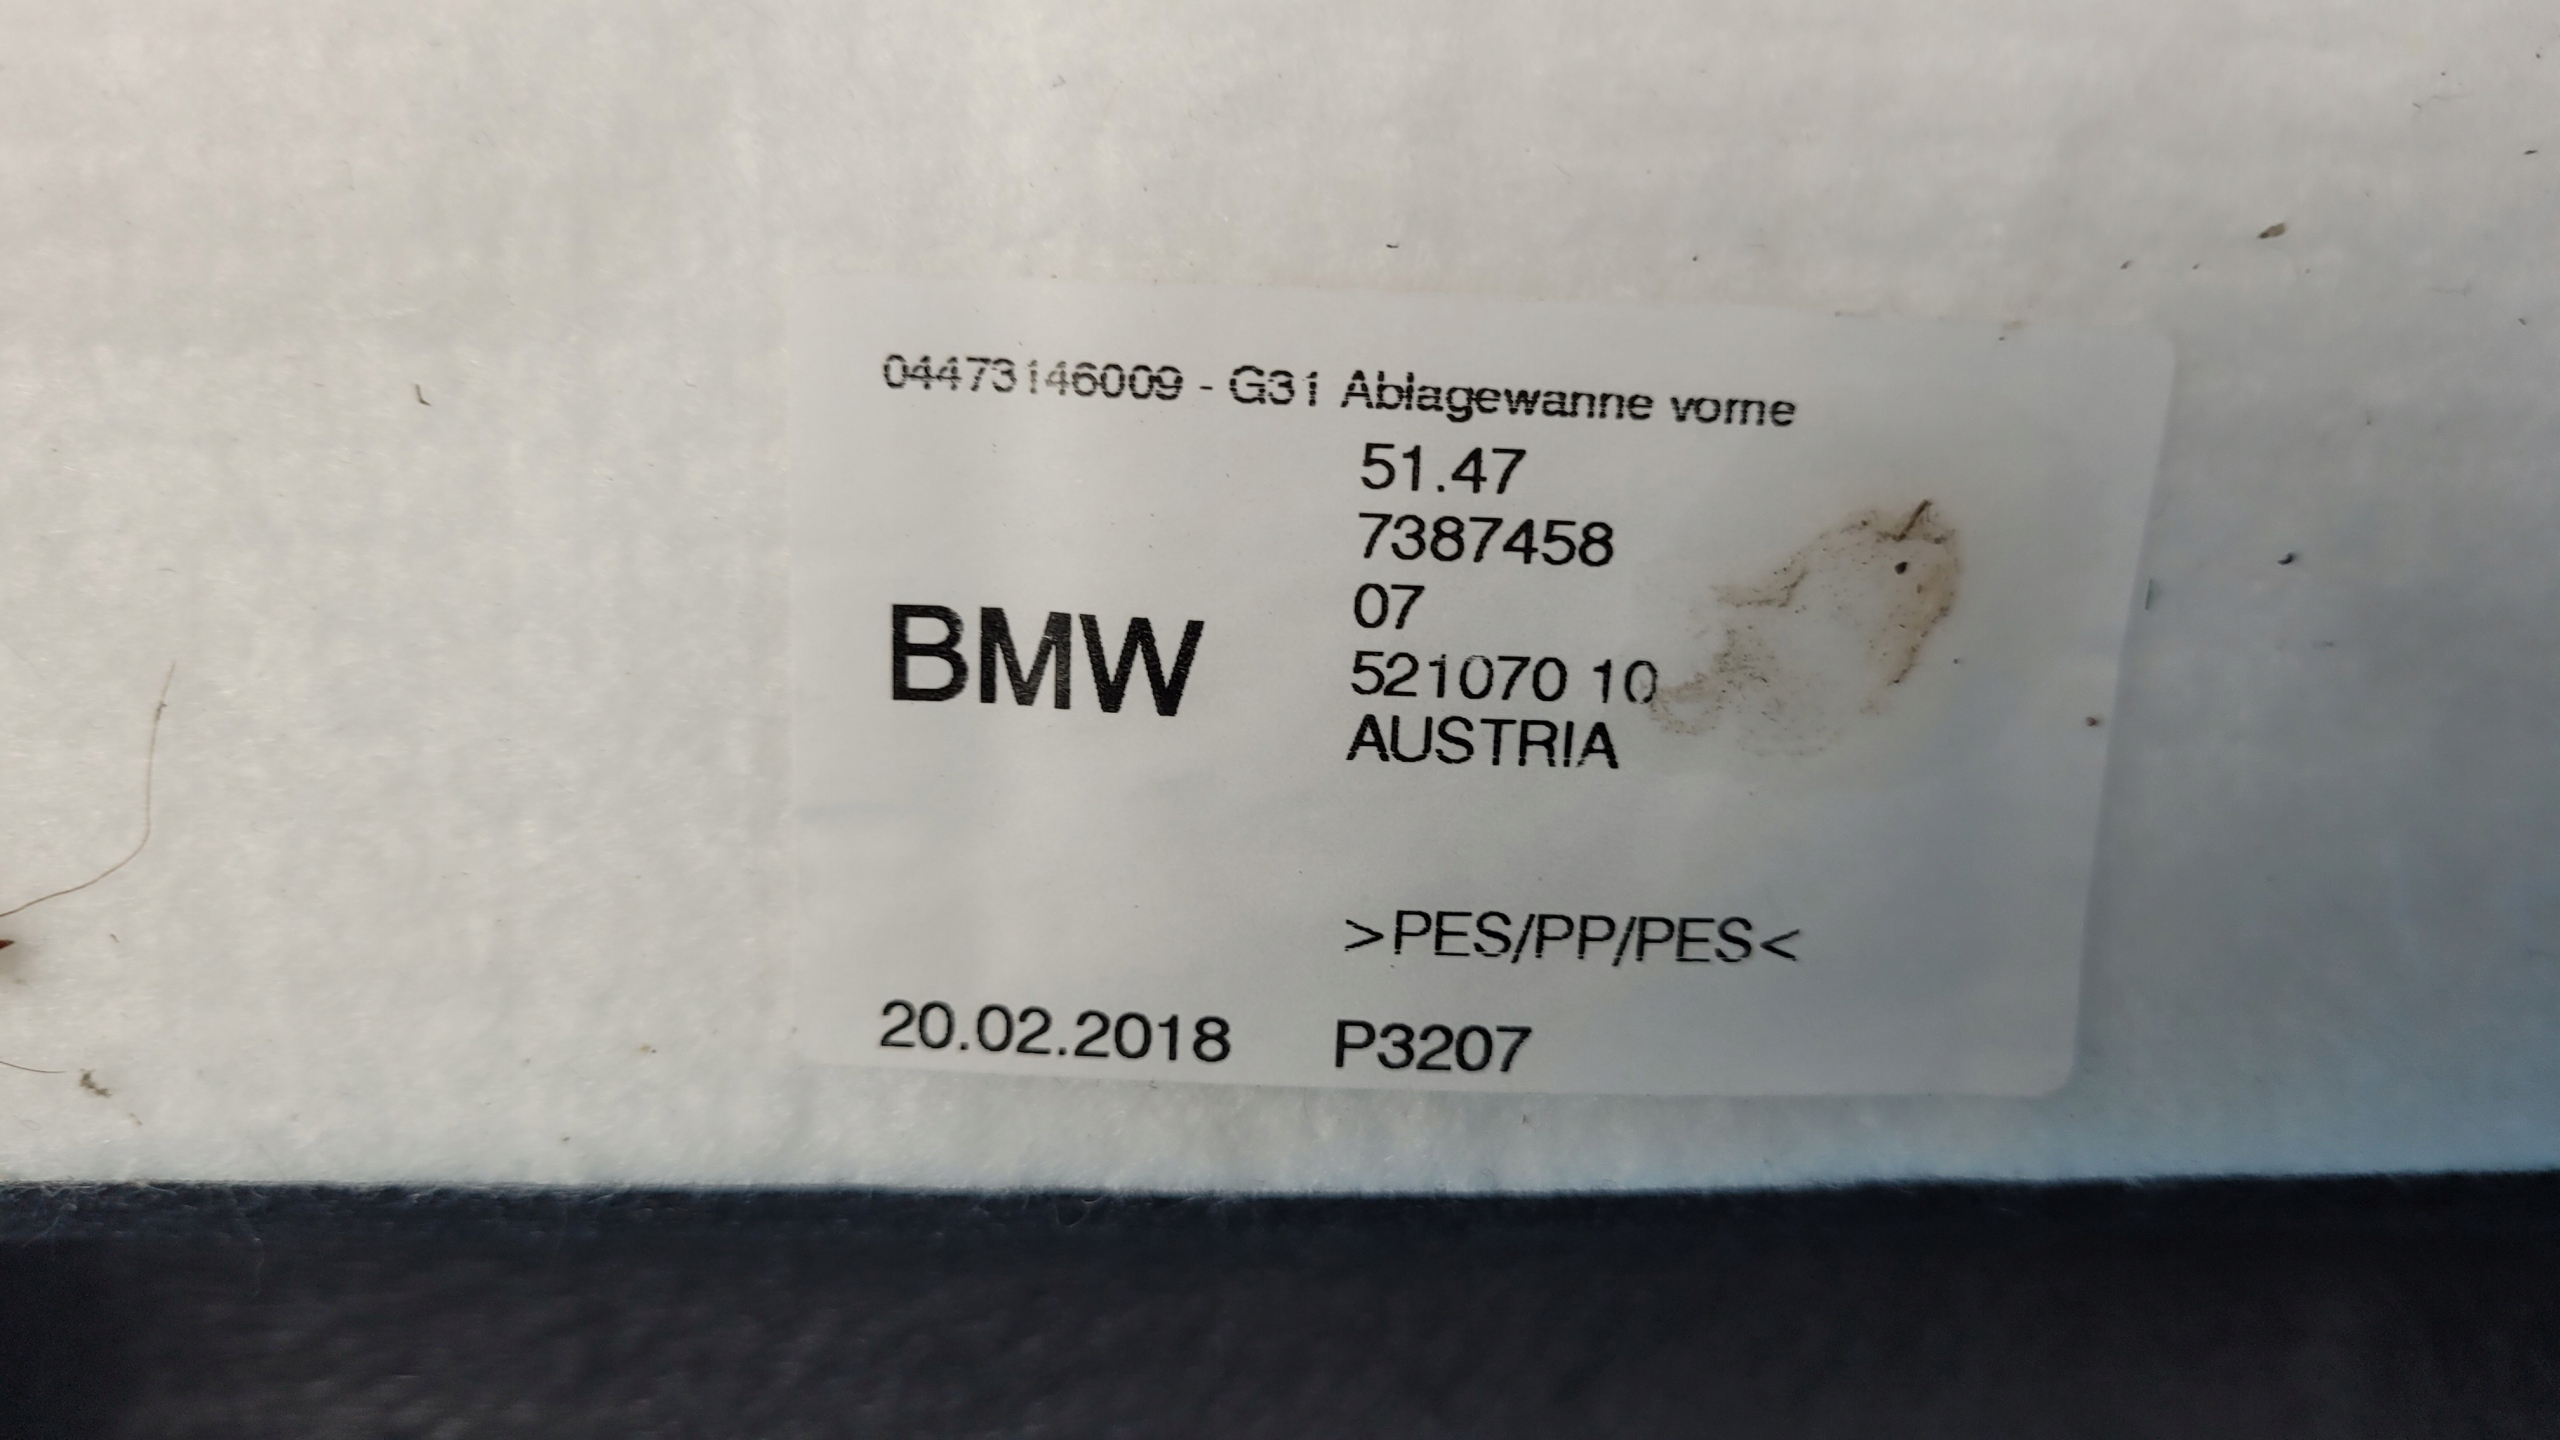 04473146009 - G31 Ablagewanne vorne
51.47
7387458
07
BMW
521070 10
AUSTRIA
>PES/PP/PES<
20.02.2018 P3207